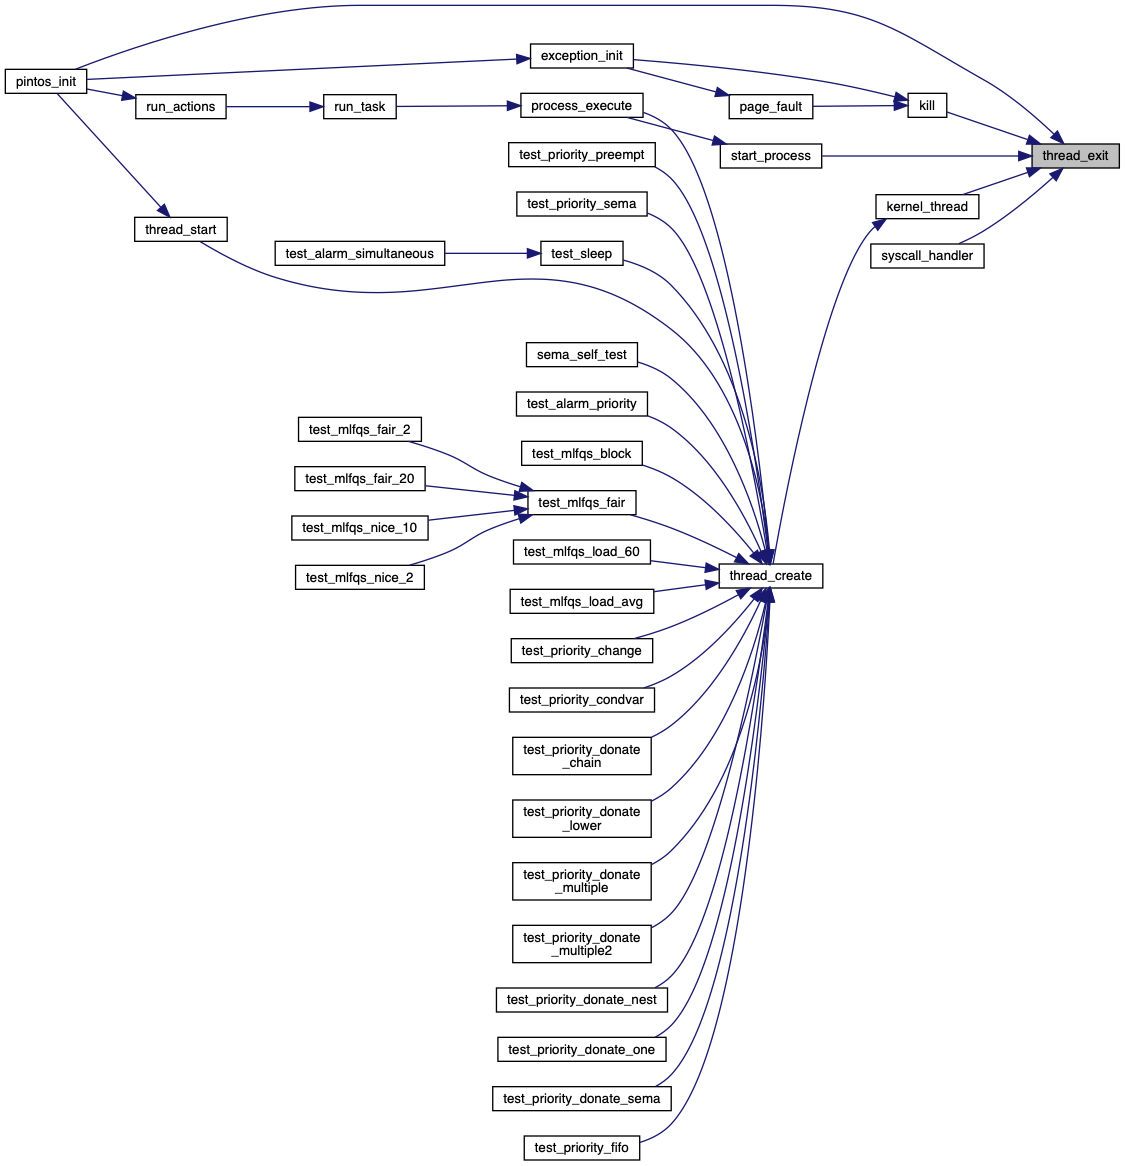 exception_init
pintos_init
run_actions
run_task
process_execute
page_fault
kill
test_priority_preempt
start_process
thread_exit
test_priority_sema
kernel_thread
thread_start
test_alarm_simultaneous
test_sleep
syscall_handler
sema_self_test
test_alarm_priority
test_mlfqs_fair_2
test_mlfqs_block
test_mlfqs_fair_20
test_mlfqs_fair
test_mlfqs_nice_10
test_mlfqs_load_60
test_mlfqs_nice_2
thread_create
test_mlfqs_load_avg
test_priority_change
test_priority_condvar
test_priority_donate
_chain
test_priority_donate
_lower
test_priority_donate
_multiple
test_priority_donate
_multiple2
test_priority_donate_nest
test_priority_donate_one
test_priority_donate_sema
test_priority_fifo